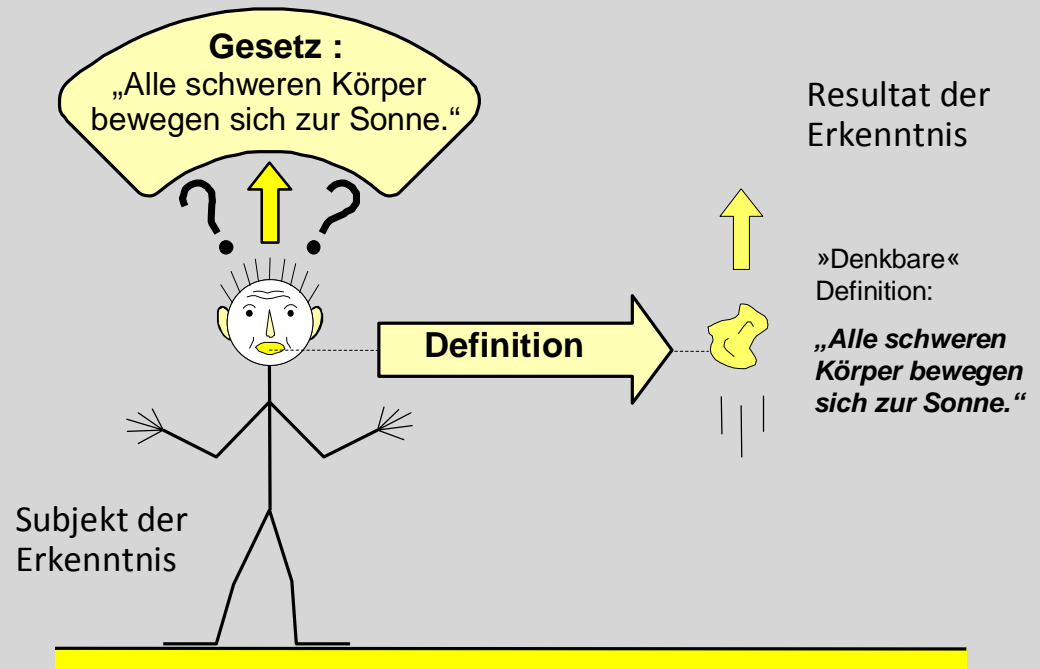 Gesetz :
„Alle schweren Körper
bewegen sich zur Sonne.“
? ?
Resultat der
Erkenntnis
Definition
»Denkbare«
Definition:
„Alle schweren
Körper bewegen
sich zur Sonne.“
Subjekt der
Erkenntnis